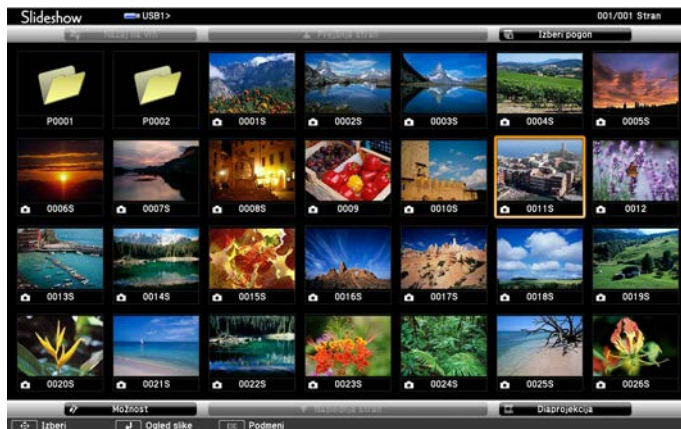 Slideshow USB1> 001/001 Stran
Nazaj na vrh Prejšnja stran Izberi pogon
P0001 P0002 0001S 0002S 0003S 0004S 0005S
0006S 0007S 0008S 0009 0010S 0011S 0012
0013S 0014S 0015S 0016S 0017S 0018S 0019S
0020S 0021S 0022S 0023S 0024S 0025S 0026S
Možnost Naslednja stran Diaprojekcija
Izberi Ogled slike Podmeni